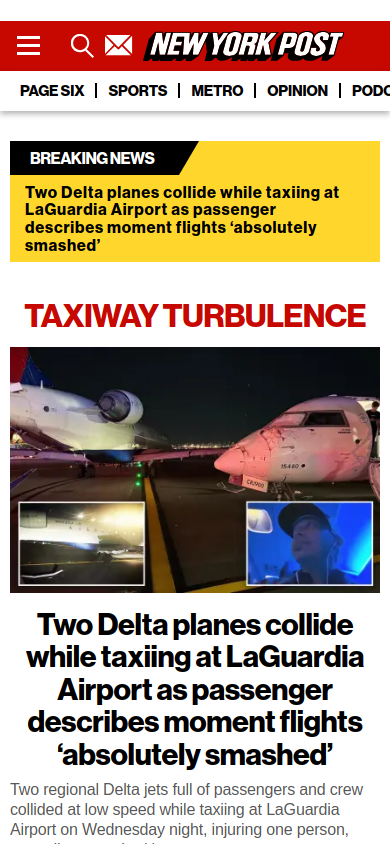 NEW YORK POST
PAGE SIX | SPORTS | METRO | OPINION | PODC
BREAKING NEWS
Two Delta planes collide while taxiing at
LaGuardia Airport as passenger
describes moment flights ‘absolutely
smashed’
TAXIWAY TURBULENCE
15480
CRJ900
Two Delta planes collide
while taxiing at LaGuardia
Airport as passenger
describes moment flights
‘absolutely smashed’
Two regional Delta jets full of passengers and crew
collided at low speed while taxiing at LaGuardia
Airport on Wednesday night, injuring one person,